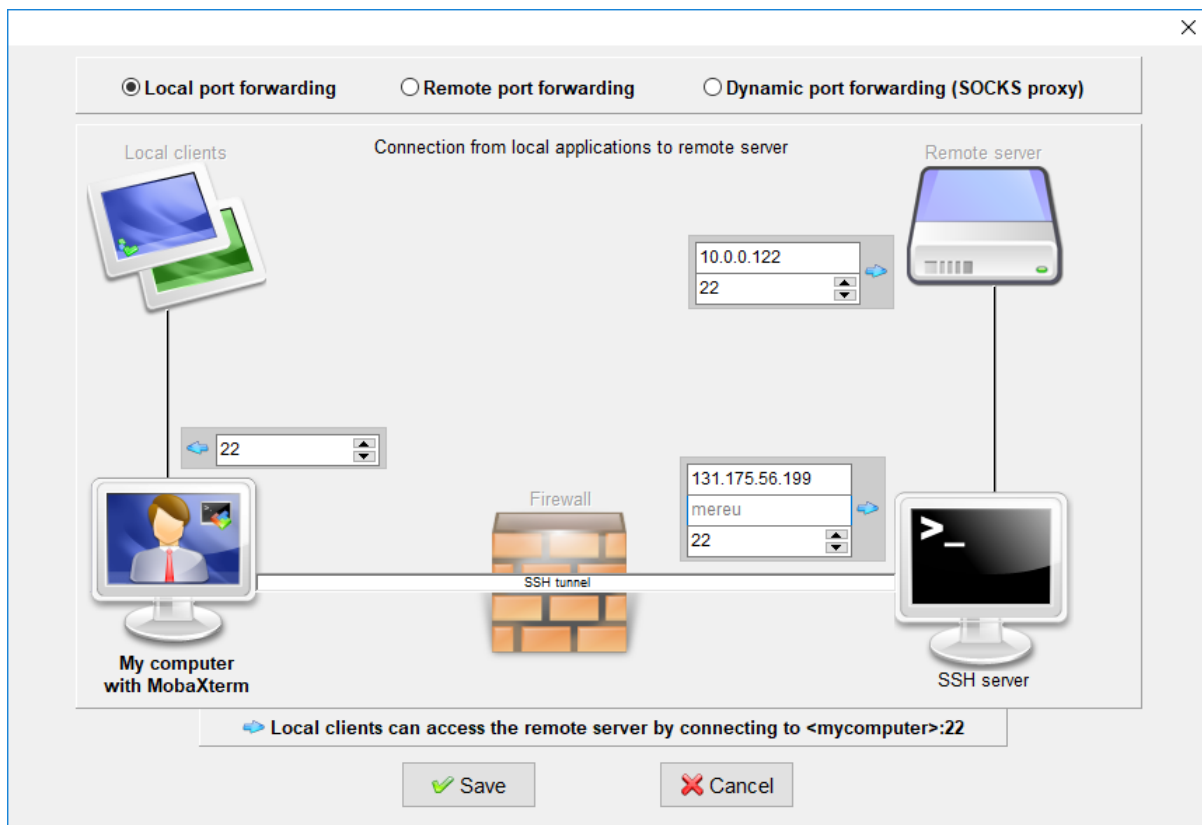 Local port forwarding Remote port forwarding Dynamic port forwarding (SOCKS proxy)
Connection from local applications to remote server
Local clients
Remote server
10.0.0.122
22
22
131.175.56.199
mereu
22
Firewall
SSH tunnel
>_
My computer
with MobaXterm
SSH server
Local clients can access the remote server by connecting to <mycomputer>:22
Save Cancel